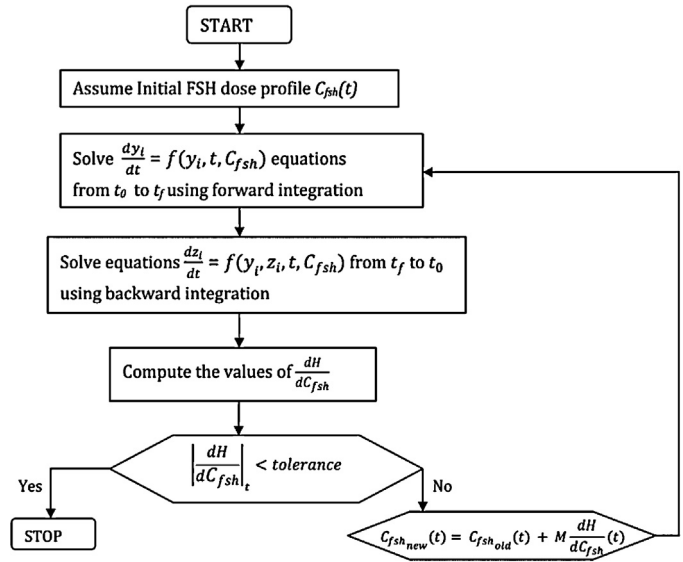 START
Assume Initial FSH dose profile C_fsh(t)
Solve dy_i/dt = f(y_i, t, C_fsh) equations
from t_0 to t_f using forward integration
Solve equations dz_i/dt = f(y_i, z_i, t, C_fsh) from t_f to t_0
using backward integration
Compute the values of dH/dC_fsh
|dH/dC_fsh|_t < tolerance
Yes
No
STOP
C_fsh_new(t) = C_fsh_old(t) + M dH/dC_fsh (t)